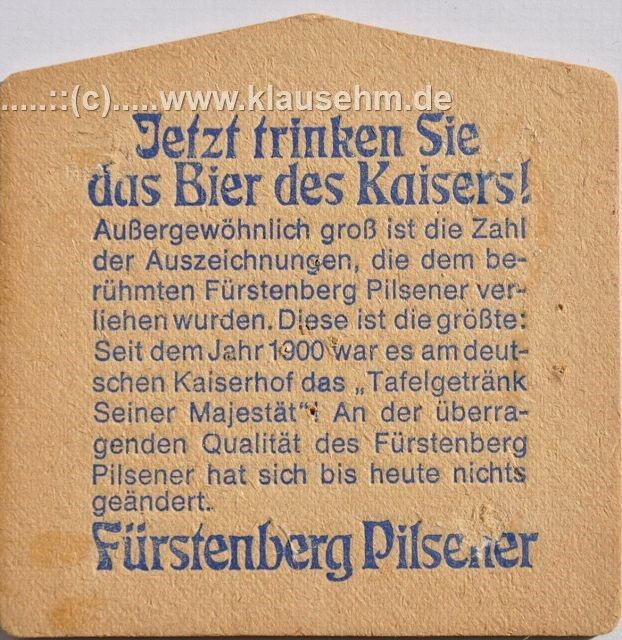 .....::(c).....www.klausehm.de
Jetzt trinken Sie
das Bier des Kaisers!
Außergewöhnlich groß ist die Zahl
der Auszeichnungen, die dem be-
rühmten Fürstenberg Pilsener ver-
liehen wurden. Diese ist die größte:
Seit dem Jahr 1900 war es am deut-
schen Kaiserhof das „Tafelgetränk
Seiner Majestät“! An der überra-
genden Qualität des Fürstenberg
Pilsener hat sich bis heute nichts
geändert.
Fürstenberg Pilsener